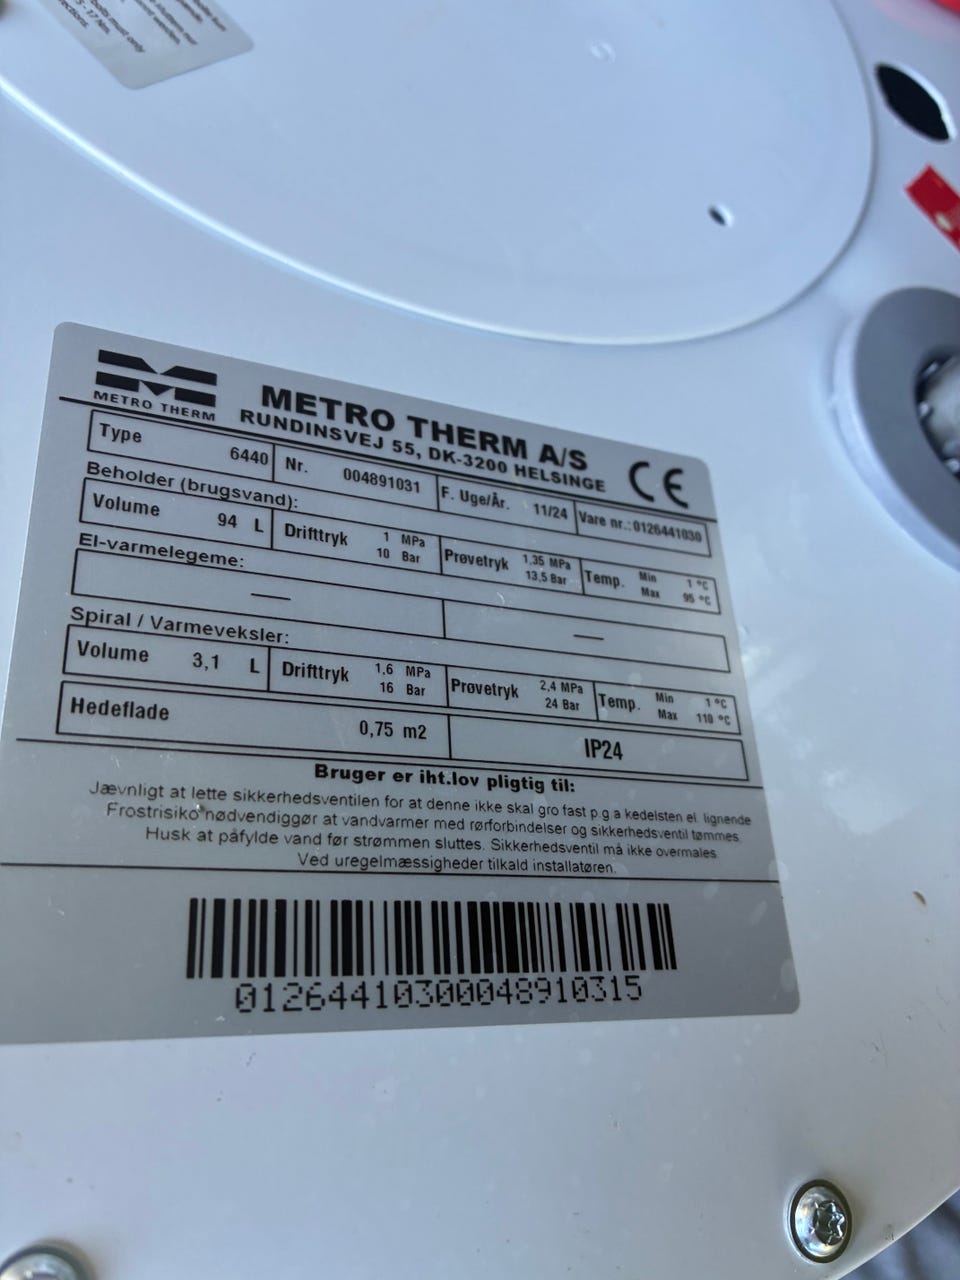 bolts must only
5 - 17 Nm.
METRO THERM
METRO THERM A/S
RUNDINSVEJ 55, DK-3200 HELSINGE
CE
Type 6440 Nr. 004891031 F. Uge/År. 11/24 Vare nr.: 0126441030
Beholder (brugsvand):
Volume 94 L Drifttryk 1 MPa 10 Bar Prøvetryk 1,35 MPa 13,5 Bar Temp. Min 1 °C Max 95 °C
El-varmelegeme:
— —
Spiral / Varmeveksler:
Volume 3,1 L Drifttryk 1,6 MPa 16 Bar Prøvetryk 2,4 MPa 24 Bar Temp. Min 1 °C Max 110 °C
Hedeflade 0,75 m2 IP24
Bruger er iht.lov pligtig til:
Jævnligt at lette sikkerhedsventilen for at denne ikke skal gro fast p.g.a kedelsten el. lignende
Frostrisiko nødvendiggør at vandvarmer med rørforbindelser og sikkerhedsventil tømmes.
Husk at påfylde vand før strømmen sluttes. Sikkerhedsventil må ikke overmales.
Ved uregelmæssigheder tilkald installatøren.
01264410300048910315